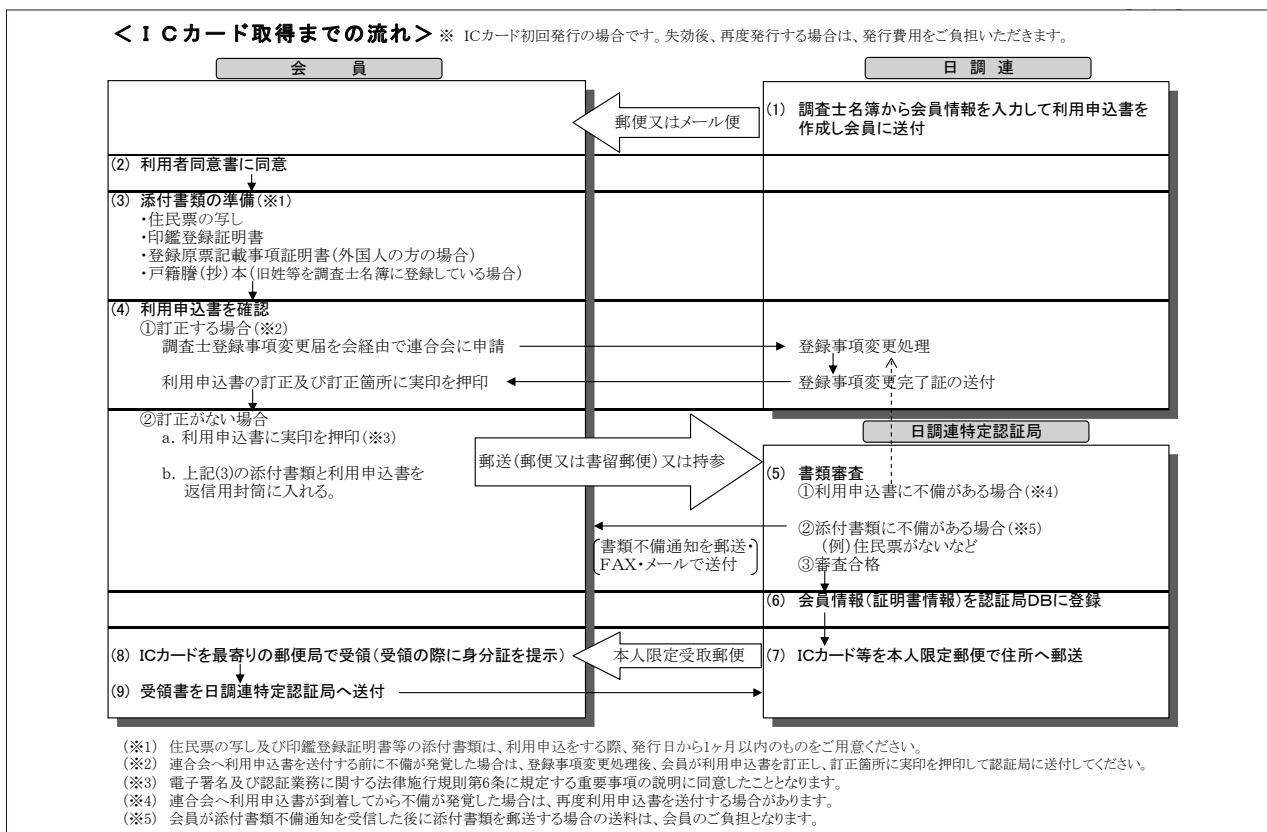 ＜ＩＣカード取得までの流れ＞※ ICカード初回発行の場合です。失効後、再度発行する場合は、発行費用をご負担いただきます。
会　員
日 調 連
郵便又はメール便
(1) 調査士名簿から会員情報を入力して利用申込書を
作成し会員に送付
(2) 利用者同意書に同意
(3) 添付書類の準備(※1)
・住民票の写し
・印鑑登録証明書
・登録原票記載事項証明書(外国人の方の場合)
・戸籍謄(抄)本(旧姓等を調査士名簿に登録している場合)
(4) 利用申込書を確認
①訂正する場合(※2)
調査士登録事項変更届を会経由で連合会に申請
登録事項変更処理
利用申込書の訂正及び訂正箇所に実印を押印
登録事項変更完了証の送付
②訂正がない場合
a. 利用申込書に実印を押印(※3)
b. 上記(3)の添付書類と利用申込書を
返信用封筒に入れる。
郵送(郵便又は書留郵便)又は持参
日調連特定認証局
(5) 書類審査
①利用申込書に不備がある場合(※4)
②添付書類に不備がある場合(※5)
(例)住民票がないなど
③審査合格
書類不備通知を郵送・
FAX・メールで送付
(6) 会員情報(証明書情報)を認証局DBに登録
(8) ICカードを最寄りの郵便局で受領(受領の際に身分証を提示)
本人限定受取郵便
(7) ICカード等を本人限定郵便で住所へ郵送
(9) 受領書を日調連特定認証局へ送付
(※1) 住民票の写し及び印鑑登録証明書等の添付書類は、利用申込をする際、発行日から1ヶ月以内のものをご用意ください。
(※2) 連合会へ利用申込書を送付する前に不備が発覚した場合は、登録事項変更処理後、会員が利用申込書を訂正し、訂正箇所に実印を押印して認証局に送付してください。
(※3) 電子署名及び認証業務に関する法律施行規則第6条に規定する重要事項の説明に同意したこととなります。
(※4) 連合会へ利用申込書が到着してから不備が発覚した場合は、再度利用申込書を送付する場合があります。
(※5) 会員が添付書類不備通知を受信した後に添付書類を郵送する場合の送料は、会員のご負担となります。